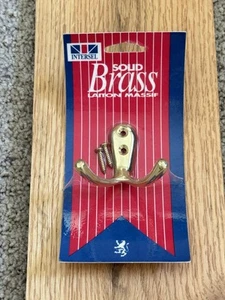 INTERSEL
SOLID
Brass
LAITON MASSIF